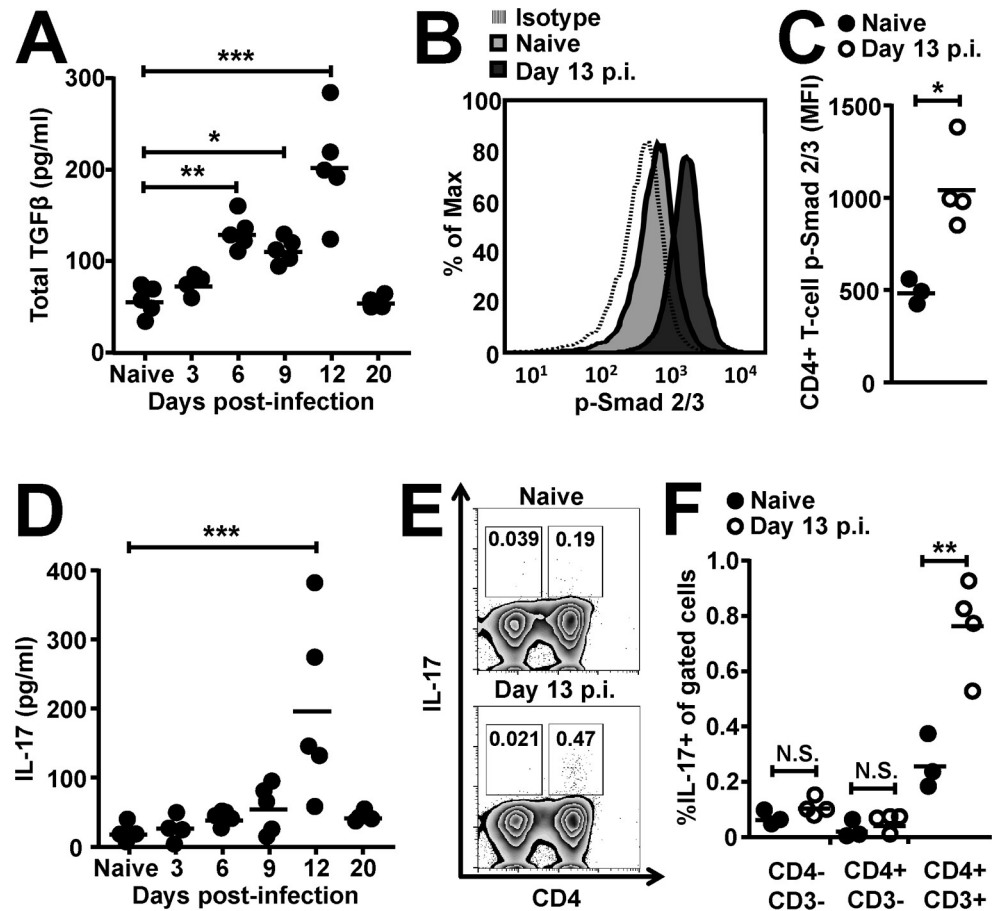 A
Total TGFβ (pg/ml)
300
200
100
0
***
*
**
Naive 3 6 9 12 20
Days post-infection
B
Isotype
Naive
Day 13 p.i.
% of Max
100
80
60
40
20
0
10¹ 10² 10³ 10⁴
p-Smad 2/3
C
Naive
Day 13 p.i.
CD4+ T-cell p-Smad 2/3 (MFI)
1500
1000
500
0
*
D
IL-17 (pg/ml)
400
300
200
100
0
***
Naive 3 6 9 12 20
Days post-infection
E
Naive
0.039 0.19
Day 13 p.i.
0.021 0.47
IL-17
CD4
F
Naive
Day 13 p.i.
%IL-17+ of gated cells
1.0
0.8
0.6
0.4
0.2
0
N.S.
N.S.
**
CD4- CD4+ CD4+
CD3- CD3- CD3+